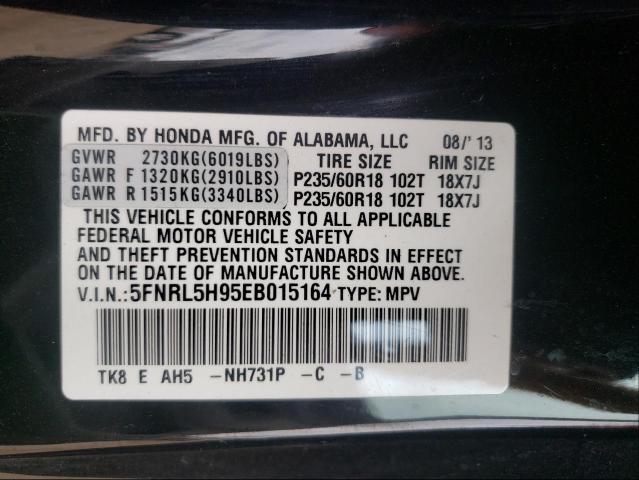 MFD. BY HONDA MFG. OF ALABAMA, LLC 08/'13
GVWR 2730KG(6019LBS) TIRE SIZE RIM SIZE
GAWR F 1320KG(2910LBS) P235/60R18 102T 18X7J
GAWR R 1515KG(3340LBS) P235/60R18 102T 18X7J
THIS VEHICLE CONFORMS TO ALL APPLICABLE
FEDERAL MOTOR VEHICLE SAFETY
AND THEFT PREVENTION STANDARDS IN EFFECT
ON THE DATE OF MANUFACTURE SHOWN ABOVE.
V.I.N.:5FNRL5H95EB015164 TYPE: MPV
TK8 E AH5 -NH731P -C -B